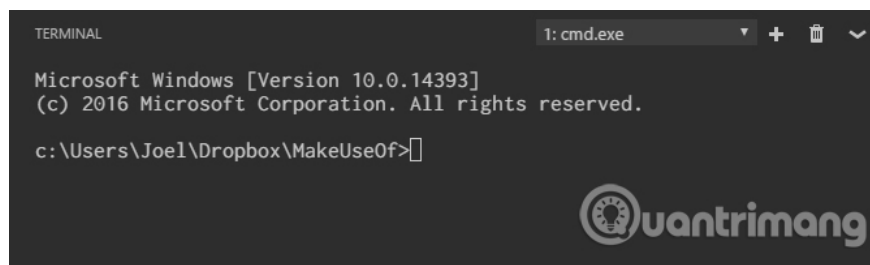 TERMINAL
1: cmd.exe
Microsoft Windows [Version 10.0.14393]
(c) 2016 Microsoft Corporation. All rights reserved.
c:\Users\Joel\Dropbox\MakeUseOf>
Quantrimang